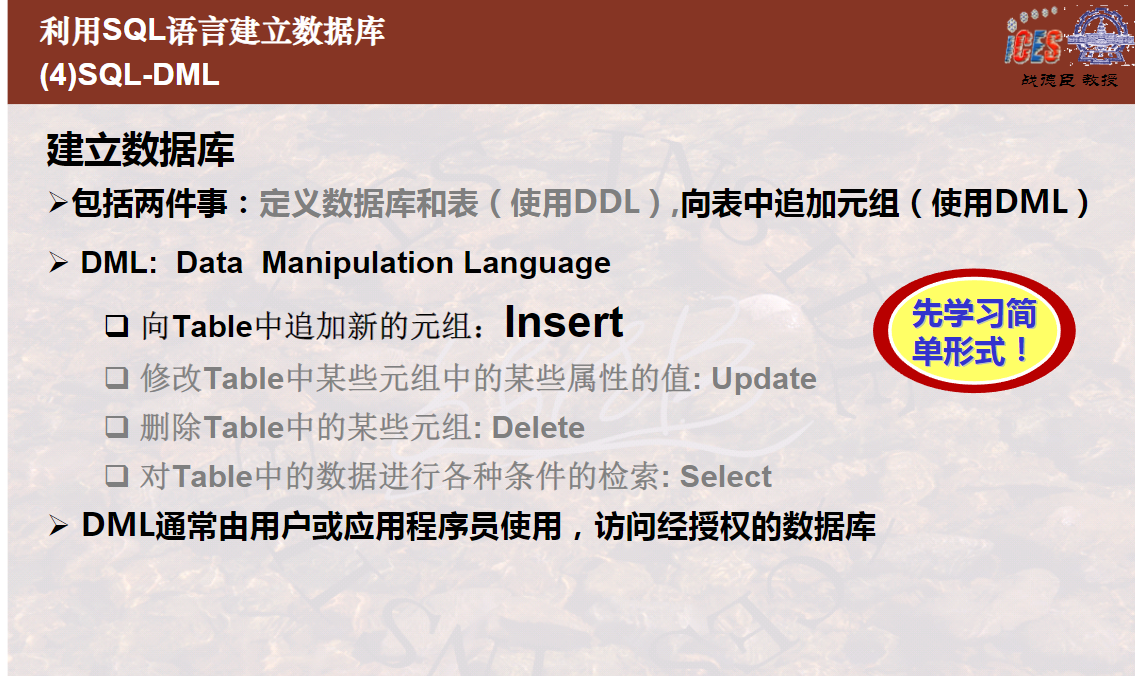 利用SQL语言建立数据库
(4)SQL-DML
iCES
战德臣 教授
建立数据库
➢包括两件事：定义数据库和表（使用DDL）,向表中追加元组（使用DML）
➢ DML: Data Manipulation Language
❑ 向Table中追加新的元组：Insert
❑ 修改Table中某些元组中的某些属性的值: Update
❑ 删除Table中的某些元组: Delete
❑ 对Table中的数据进行各种条件的检索: Select
先学习简
单形式！
➢ DML通常由用户或应用程序员使用，访问经授权的数据库